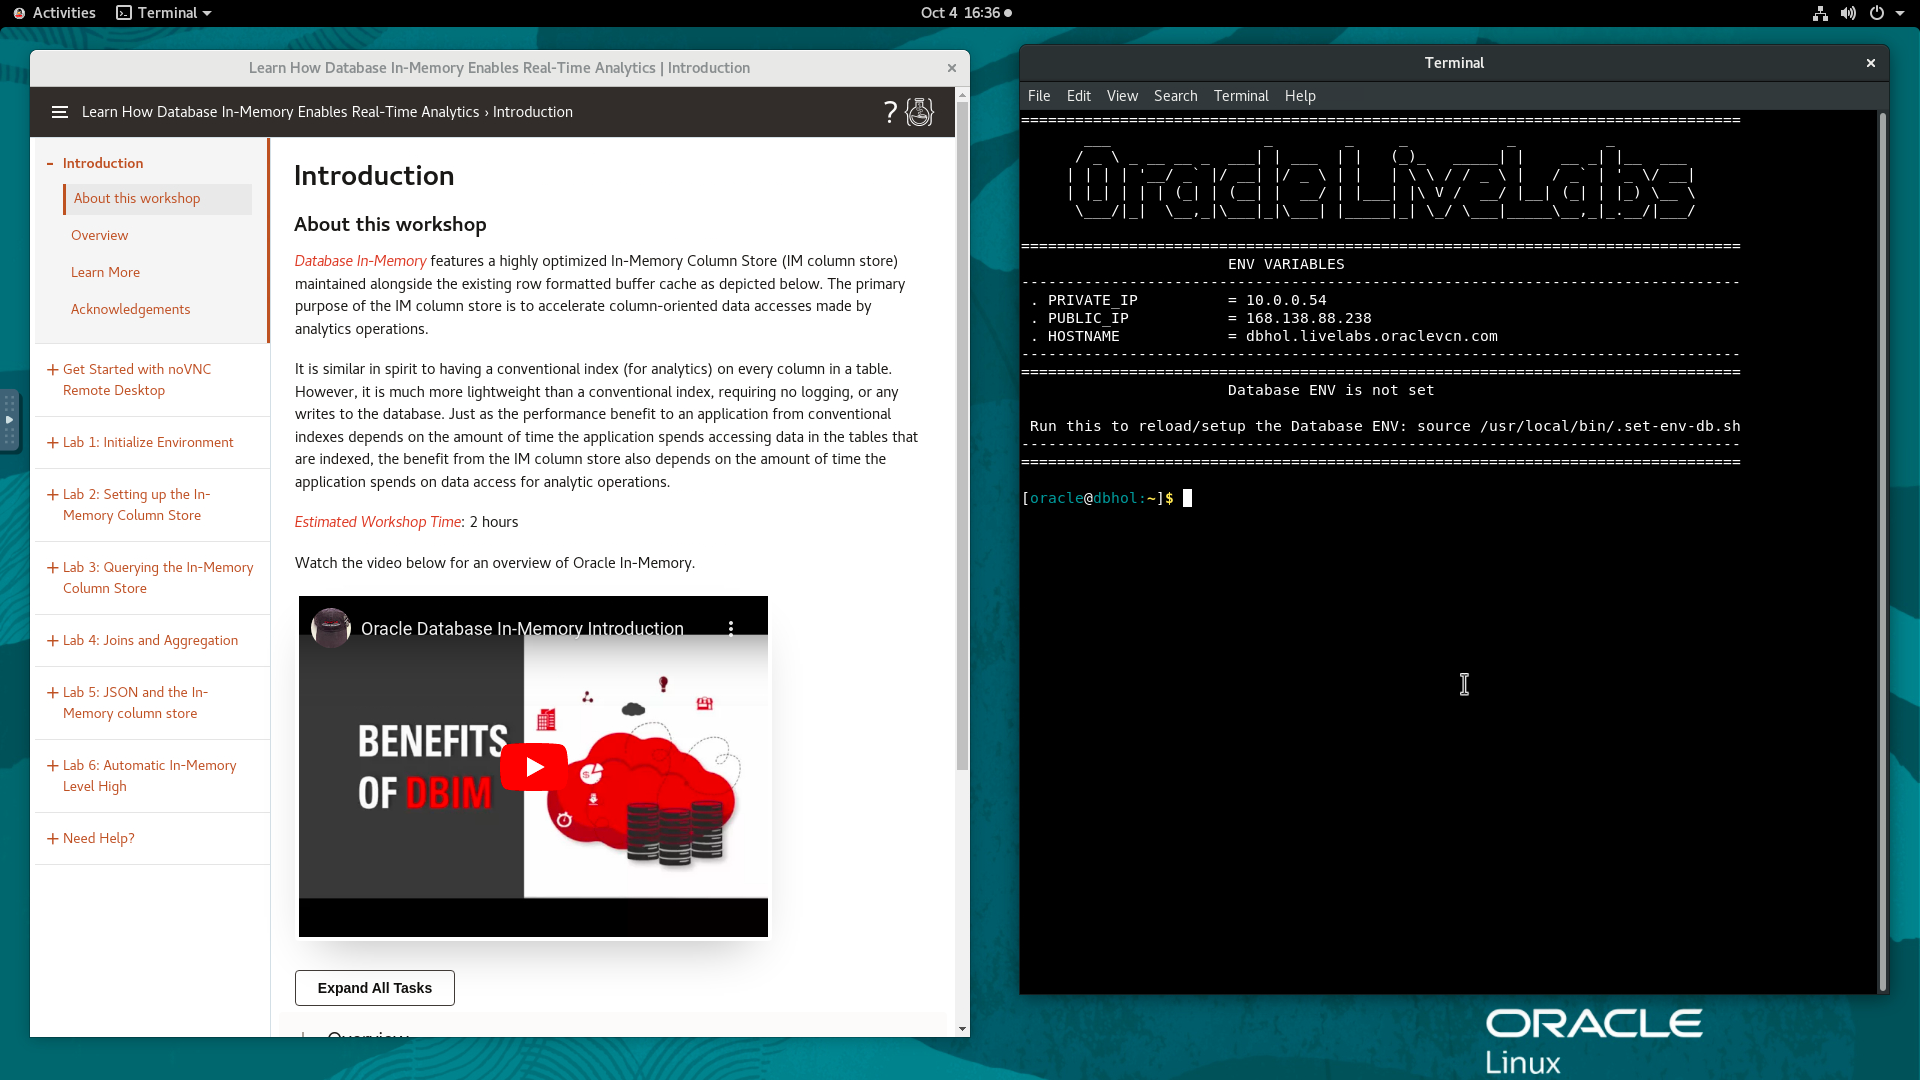 Activities
Terminal
Oct 4 16:36
Learn How Database In-Memory Enables Real-Time Analytics | Introduction
Learn How Database In-Memory Enables Real-Time Analytics › Introduction
?
- Introduction
About this workshop
Overview
Learn More
Acknowledgements
+ Get Started with noVNC
Remote Desktop
+ Lab 1: Initialize Environment
+ Lab 2: Setting up the In-
Memory Column Store
+ Lab 3: Querying the In-Memory
Column Store
+ Lab 4: Joins and Aggregation
+ Lab 5: JSON and the In-
Memory column store
+ Lab 6: Automatic In-Memory
Level High
+ Need Help?
Introduction
About this workshop
Database In-Memory features a highly optimized In-Memory Column Store (IM column store)
maintained alongside the existing row formatted buffer cache as depicted below. The primary
purpose of the IM column store is to accelerate column-oriented data accesses made by
analytics operations.
It is similar in spirit to having a conventional index (for analytics) on every column in a table.
However, it is much more lightweight than a conventional index, requiring no logging, or any
writes to the database. Just as the performance benefit to an application from conventional
indexes depends on the amount of time the application spends accessing data in the tables that
are indexed, the benefit from the IM column store also depends on the amount of time the
application spends on data access for analytic operations.
Estimated Workshop Time: 2 hours
Watch the video below for an overview of Oracle In-Memory.
Oracle Database In-Memory Introduction
BENEFITS
OF DBIM
Expand All Tasks
Overview
Terminal
File Edit View Search Terminal Help
OracleLiveLabs
ENV VARIABLES
. PRIVATE_IP = 10.0.0.54
. PUBLIC_IP = 168.138.88.238
. HOSTNAME = dbhol.livelabs.oraclevcn.com
Database ENV is not set
Run this to reload/setup the Database ENV: source /usr/local/bin/.set-env-db.sh
[oracle@dbhol:~]$
ORACLE
Linux